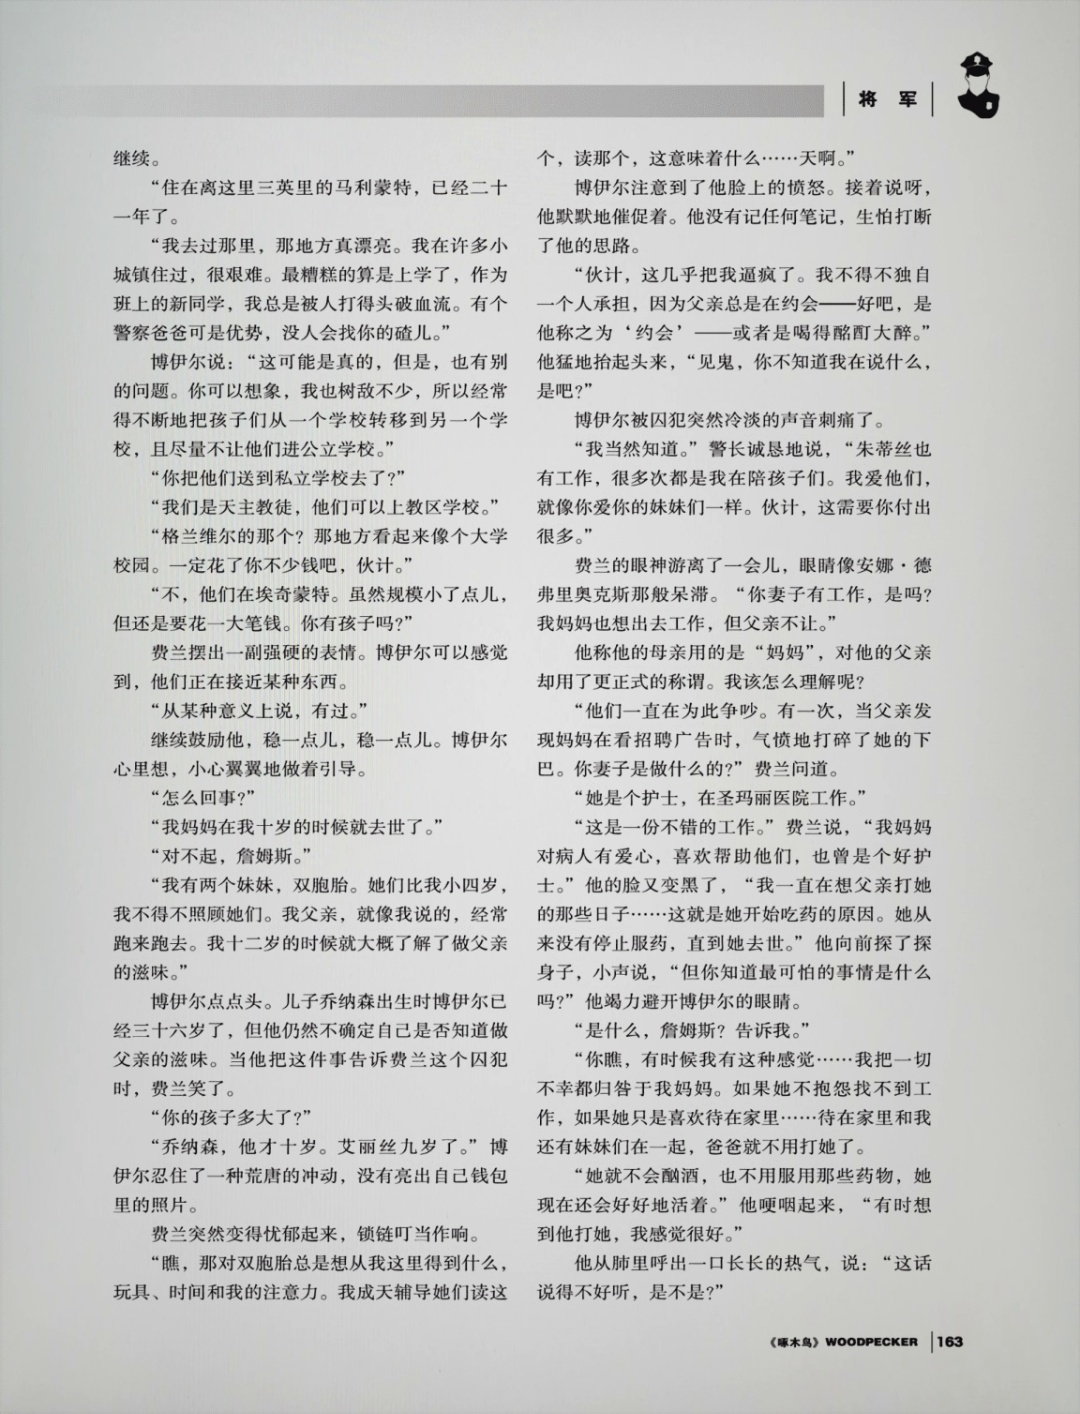 将 军
继续。
“住在离这里三英里的马利蒙特，已经二十
一年了。
“我去过那里，那地方真漂亮。我在许多小
城镇住过，很艰难。最糟糕的算是上学了，作为
班上的新同学，我总是被人打得头破血流。有个
警察爸爸可是优势，没人会找你的碴儿。”
博伊尔说：“这可能是真的，但是，也有别
的问题。你可以想象，我也树敌不少，所以经常
得不断地把孩子们从一个学校转移到另一个学
校，且尽量不让他们进公立学校。”
“你把他们送到私立学校去了？”
“我们是天主教徒，他们可以上教区学校。”
“格兰维尔的那个？那地方看起来像个大学
校园。一定花了你不少钱吧，伙计。”
“不，他们在埃奇蒙特。虽然规模小了点儿，
但还是要花一大笔钱。你有孩子吗？”
费兰摆出一副强硬的表情。博伊尔可以感觉
到，他们正在接近某种东西。
“从某种意义上说，有过。”
继续鼓励他，稳一点儿，稳一点儿。博伊尔
心里想，小心翼翼地做着引导。
“怎么回事？”
“我妈妈在我十岁的时候就去世了。”
“对不起，詹姆斯。”
“我有两个妹妹，双胞胎。她们比我小四岁，
我不得不照顾她们。我父亲，就像我说的，经常
跑来跑去。我十二岁的时候就大概了解了做父亲
的滋味。”
博伊尔点点头。儿子乔纳森出生时博伊尔已
经三十六岁了，但他仍然不确定自己是否知道做
父亲的滋味。当他把这件事告诉费兰这个囚犯
时，费兰笑了。
“你的孩子多大了？”
“乔纳森，他才十岁。艾丽丝九岁了。”博
伊尔忍住了一种荒唐的冲动，没有亮出自己钱包
里的照片。
费兰突然变得忧郁起来，锁链叮当作响。
“瞧，那对双胞胎总是想从我这里得到什么，
玩具、时间和我的注意力。我成天辅导她们读这
个，读那个，这意味着什么……天啊。”
博伊尔注意到了他脸上的愤怒。接着说呀，
他默默地催促着。他没有记任何笔记，生怕打断
了他的思路。
“伙计，这几乎把我逼疯了。我不得不独自
一个人承担，因为父亲总是在约会——好吧，是
他称之为‘约会’——或者是喝得酩酊大醉。”
他猛地抬起头来，“见鬼，你不知道我在说什么，
是吧？”
博伊尔被囚犯突然冷淡的声音刺痛了。
“我当然知道。”警长诚恳地说，“朱蒂丝也
有工作，很多次都是我在陪孩子们。我爱他们，
就像你爱你的妹妹们一样。伙计，这需要你付出
很多。”
费兰的眼神游离了一会儿，眼睛像安娜·德
弗里奥克斯那般呆滞。“你妻子有工作，是吗？
我妈妈也想出去工作，但父亲不让。”
他称他的母亲用的是“妈妈”，对他的父亲
却用了更正式的称谓。我该怎么理解呢？
“他们一直在为此争吵。有一次，当父亲发
现妈妈在看招聘广告时，气愤地打碎了她的下
巴。你妻子是做什么的？”费兰问道。
“她是个护士，在圣玛丽医院工作。”
“这是一份不错的工作。”费兰说，“我妈妈
对病人有爱心，喜欢帮助他们，也曾是个好护
士。”他的脸又变黑了，“我一直在想父亲打她
的那些日子……这就是她开始吃药的原因。她从
来没有停止服药，直到她去世。”他向前探了探
身子，小声说，“但你知道最可怕的事情是什么
吗？”他竭力避开博伊尔的眼睛。
“是什么，詹姆斯？告诉我。”
“你瞧，有时候我有这种感觉……我把一切
不幸都归咎于我妈妈。如果她不抱怨找不到工
作，如果她只是喜欢待在家里……待在家里和我
还有妹妹们在一起，爸爸就不用打她了。
“她就不会酗酒，也不用服用那些药物，她
现在还会好好地活着。”他哽咽起来，“有时想
到他打她，我感觉很好。”
他从肺里呼出一口长长的热气，说：“这话
说得不好听，是不是？”
《啄木鸟》WOODPECKER 163